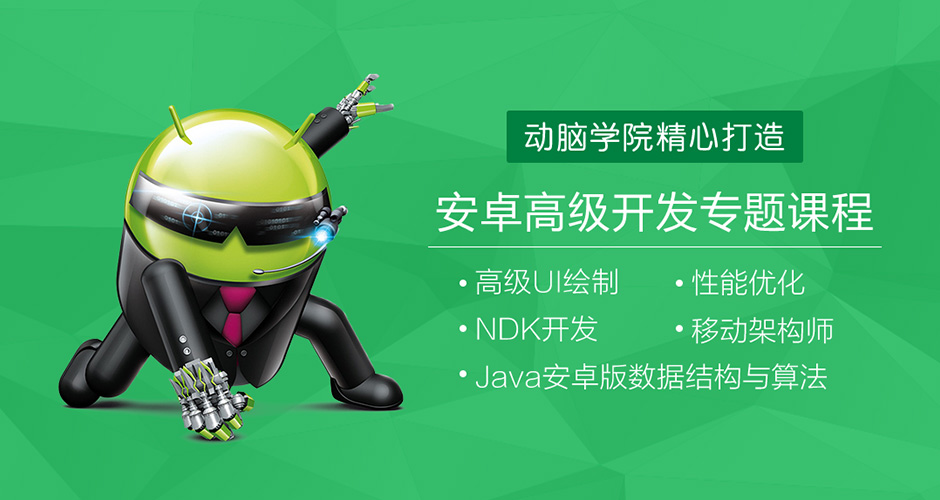 动脑学院精心打造
安卓高级开发专题课程
• 高级UI绘制 • 性能优化
• NDK开发 • 移动架构师
• Java安卓版数据结构与算法